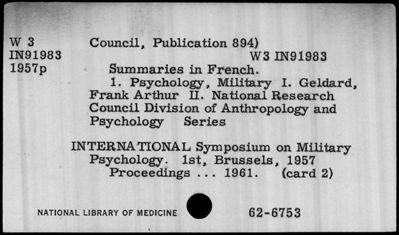 W 3 Council, Publication 894)
IN91983 W3 IN91983
1957p Summaries in French.
1. Psychology, Military I. Geldard,
Frank Arthur II. National Research
Council Division of Anthropology and
Psychology Series
INTERNATIONAL Symposium on Military
Psychology. 1st, Brussels, 1957
Proceedings ... 1961. (card 2)
NATIONAL LIBRARY OF MEDICINE 62-6753